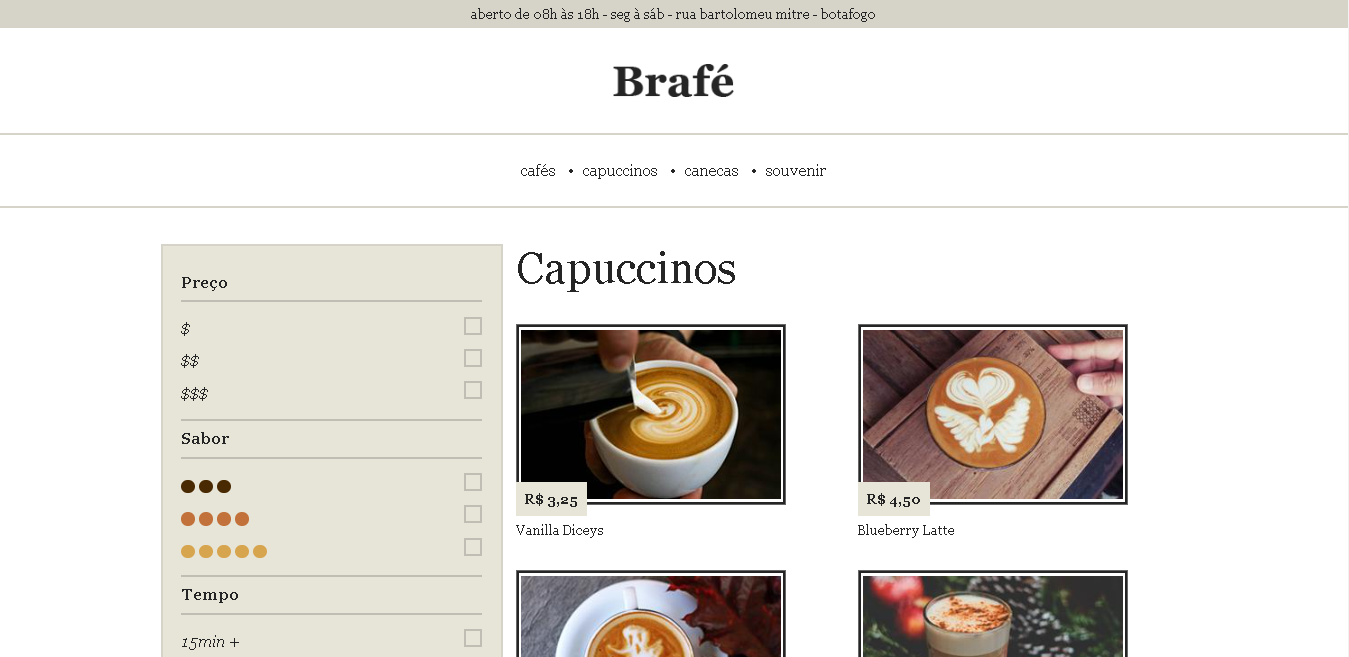 aberto de 08h às 18h - seg à sáb - rua bartolomeu mitre - botafogo
Brafé
cafés • capuccinos • canecas • souvenir
Preço
$
$$
$$$
Sabor
Tempo
15min +
Capuccinos
R$ 3,25
Vanilla Diceys
R$ 4,50
Blueberry Latte